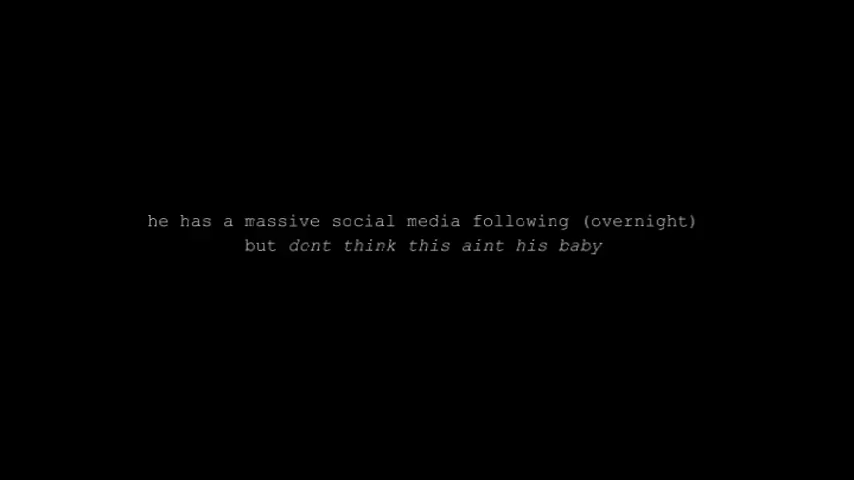 he has a massive social media following (overnight)
but dont think this aint his baby